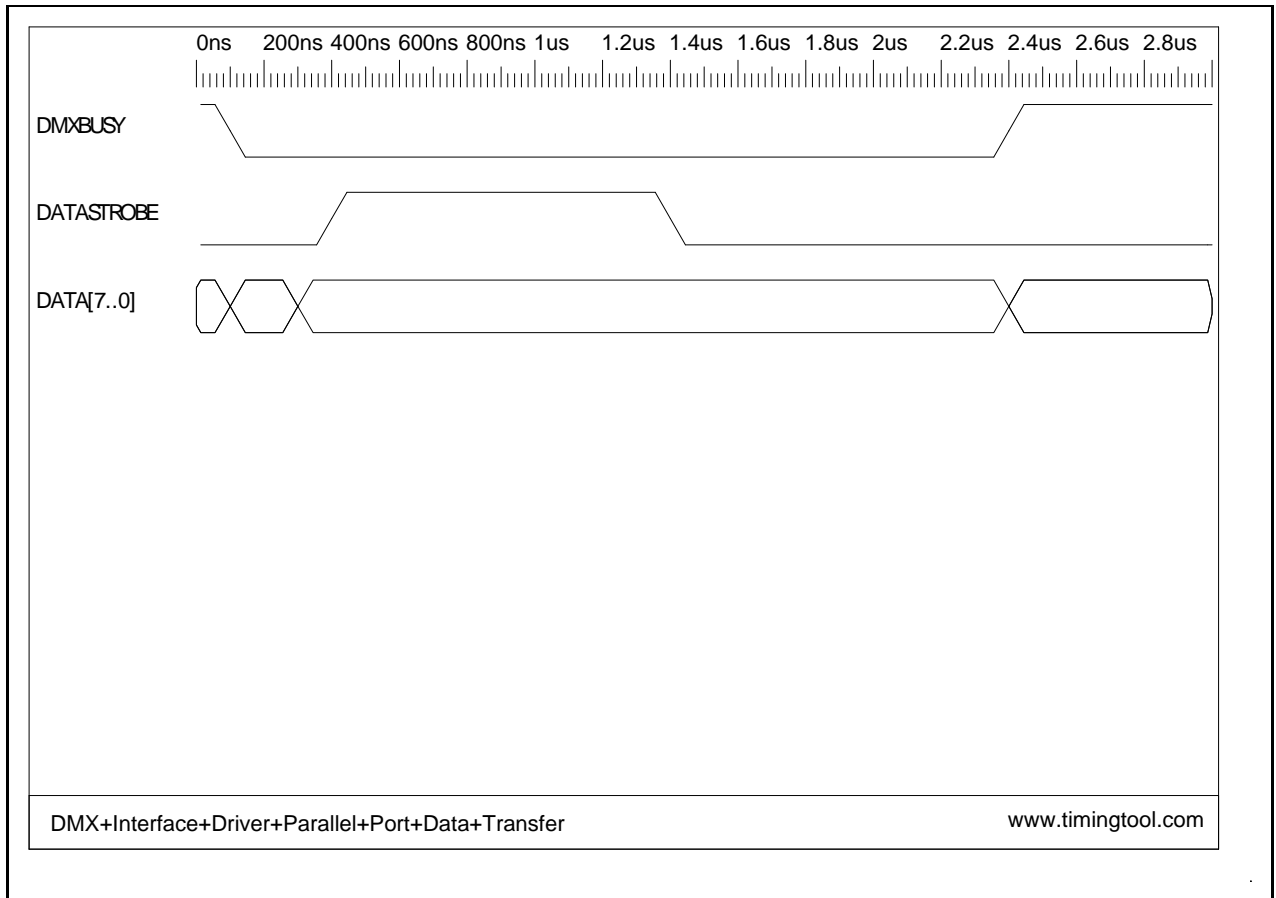 0ns 200ns 400ns 600ns 800ns 1us 1.2us 1.4us 1.6us 1.8us 2us 2.2us 2.4us 2.6us 2.8us
DMXBUSY
DATASTROBE
DATA[7..0]
DMX+Interface+Driver+Parallel+Port+Data+Transfer www.timingtool.com